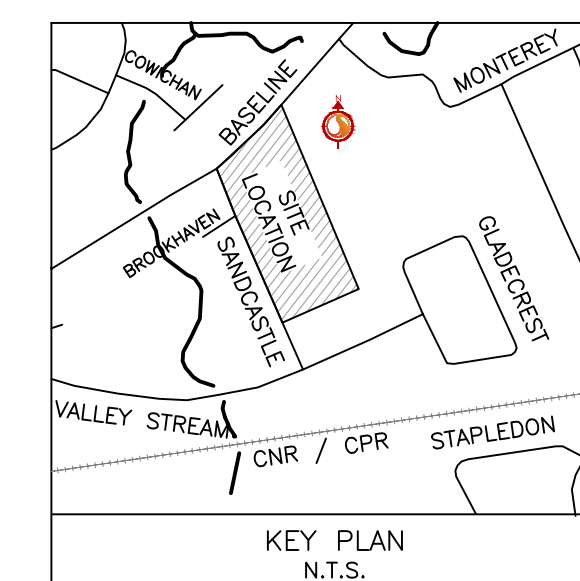 COWICHAN
BASELINE
MONTEREY
N
SITE
LOCATION
BROOKHAVEN
SANDCASTLE
GLADECREST
VALLEY STREAM
CNR / CPR
STAPLEDON
KEY PLAN
N.T.S.